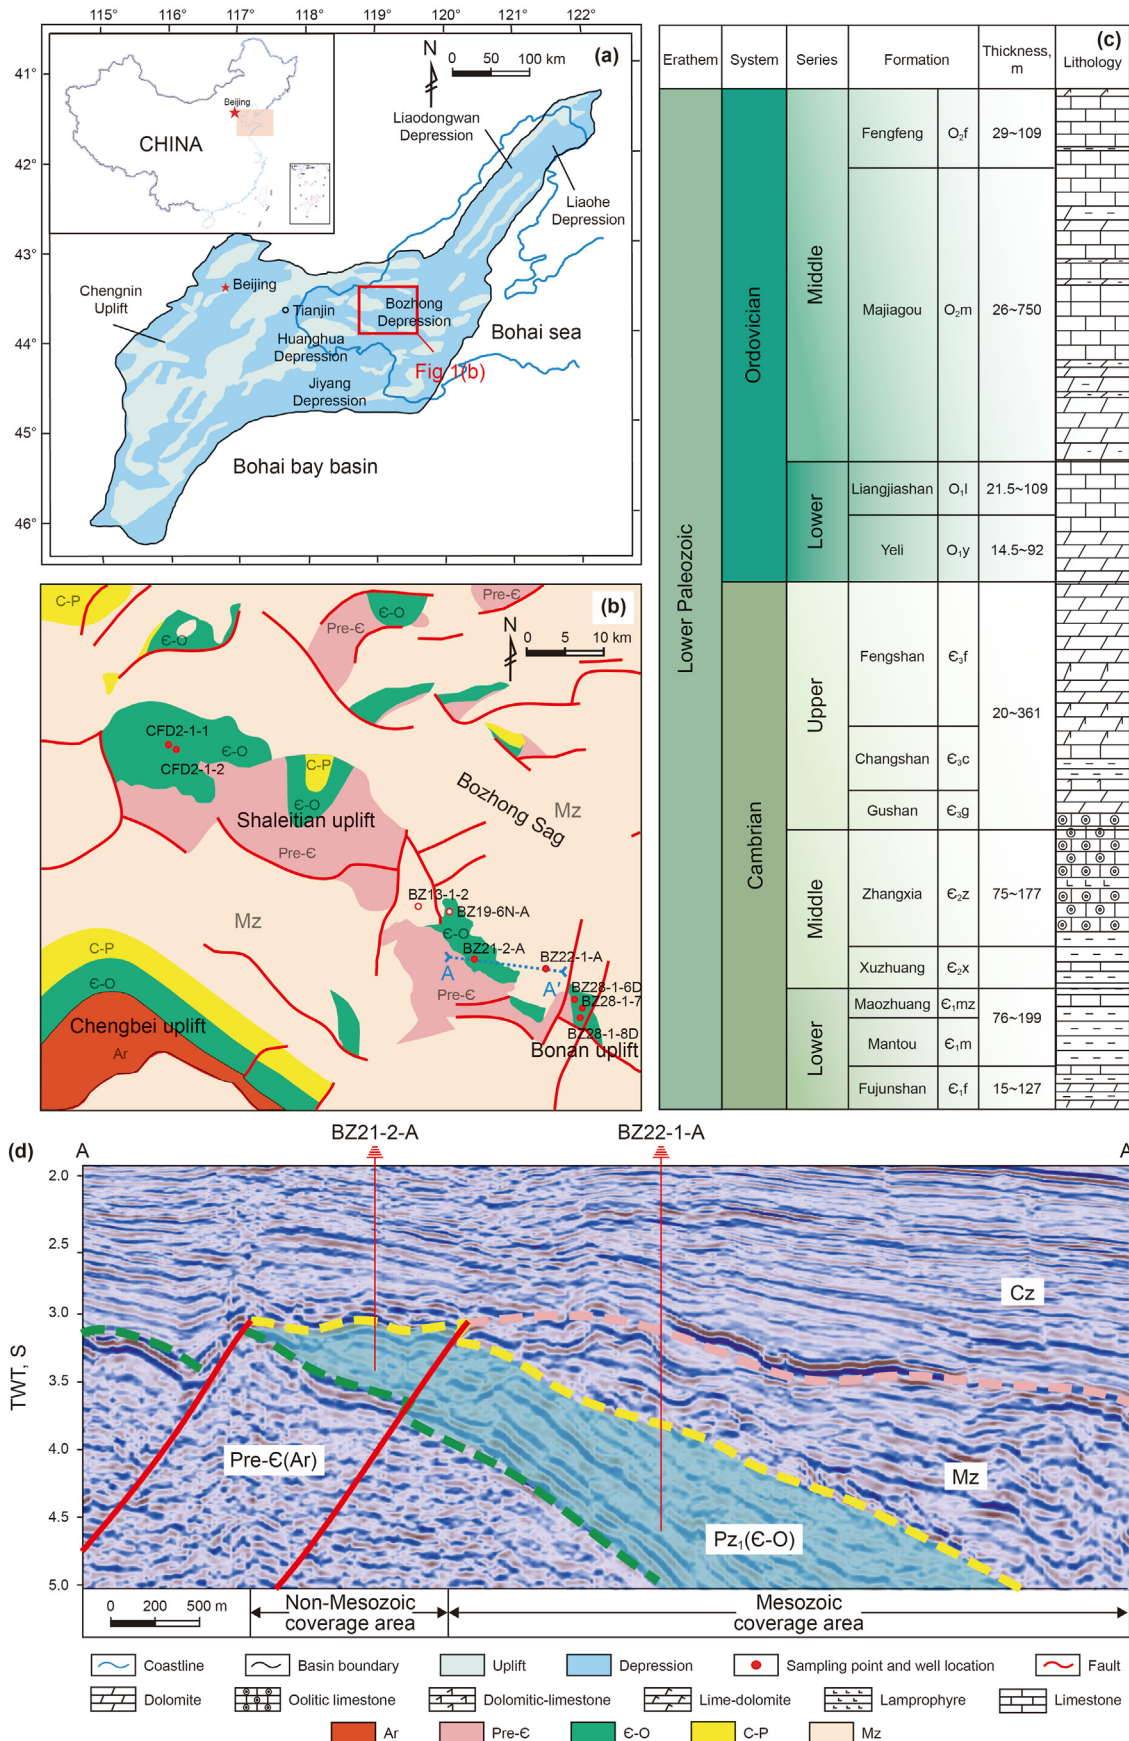 115° 116° 117° 118° 119° 120° 121° 122°
41°
42°
43°
44°
45°
46°
(a)
N
0 50 100 km
Beijing
CHINA
Liaodongwan
Depression
Liaohe
Depression
Chengnin
Uplift
Beijing
Tianjin
Bozhong
Depression
Huanghua
Depression
Bohai sea
Fig 1(b)
Jiyang
Depression
Bohai bay basin
(b)
N
0 5 10 km
C-P
Є-O
Pre-Є
Є-O
Pre-Є
CFD2-1-1
Є-O
CFD2-1-2
C-P
Є-O
Shaleitian uplift
Pre-Є
Bozhong Sag
Mz
Mz
BZ13-1-2
BZ19-6N-A
Є-O
BZ21-2-A
BZ22-1-A
A
A'
Pre-Є
BZ28-1-6D
BZ28-1-7
BZ28-1-8D
Bonan uplift
C-P
Є-O
Chengbei uplift
Ar
(c)
Erathem System Series Formation Thickness, m Lithology
Lower Paleozoic
Ordovician
Cambrian
Middle
Lower
Upper
Middle
Lower
Fengfeng O₂f 29~109
Majiagou O₂m 26~750
Liangjiashan O₁l 21.5~109
Yeli O₁y 14.5~92
Fengshan Є₃f
20~361
Changshan Є₃c
Gushan Є₃g
Zhangxia Є₂z 75~177
Xuzhuang Є₂x
Maozhuang Є₁mz
76~199
Mantou Є₁m
Fujunshan Є₁f 15~127
(d)
A BZ21-2-A BZ22-1-A A
TWT, S
2.0
2.5
3.0
3.5
4.0
4.5
5.0
Cz
Pre-Є(Ar)
Mz
Pz₁(Є-O)
0 200 500 m
Non-Mesozoic
coverage area
Mesozoic
coverage area
Coastline Basin boundary Uplift Depression Sampling point and well location Fault
Dolomite Oolitic limestone Dolomitic-limestone Lime-dolomite Lamprophyre Limestone
Ar Pre-Є Є-O C-P Mz